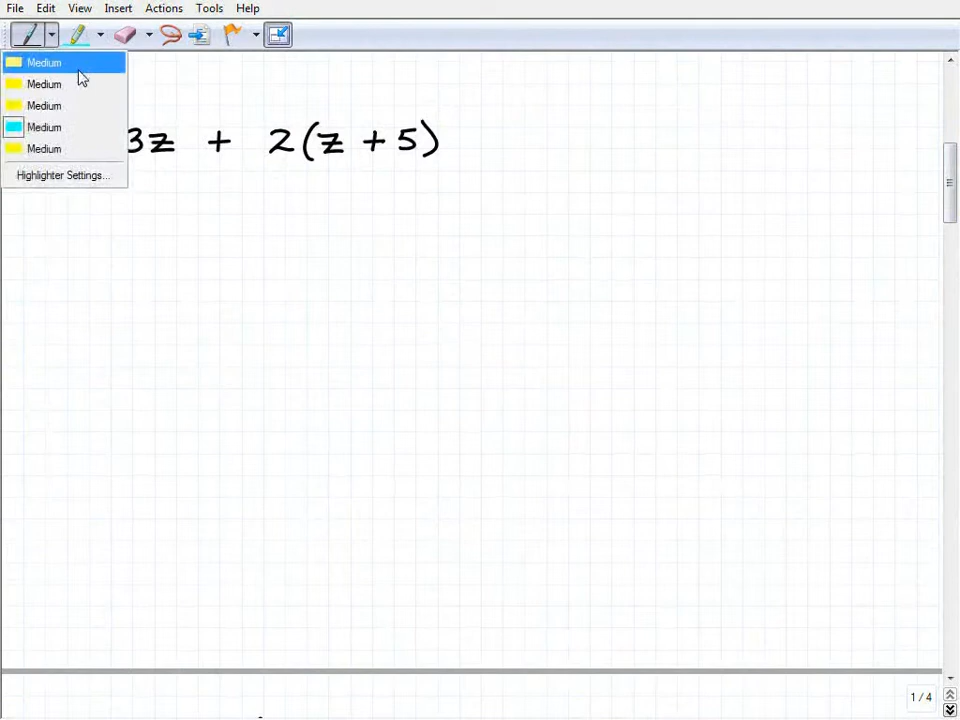 File Edit View Insert Actions Tools Help
Medium
Medium
Medium
Medium
Medium
Highlighter Settings...
3z + 2(z + 5)
1 / 4